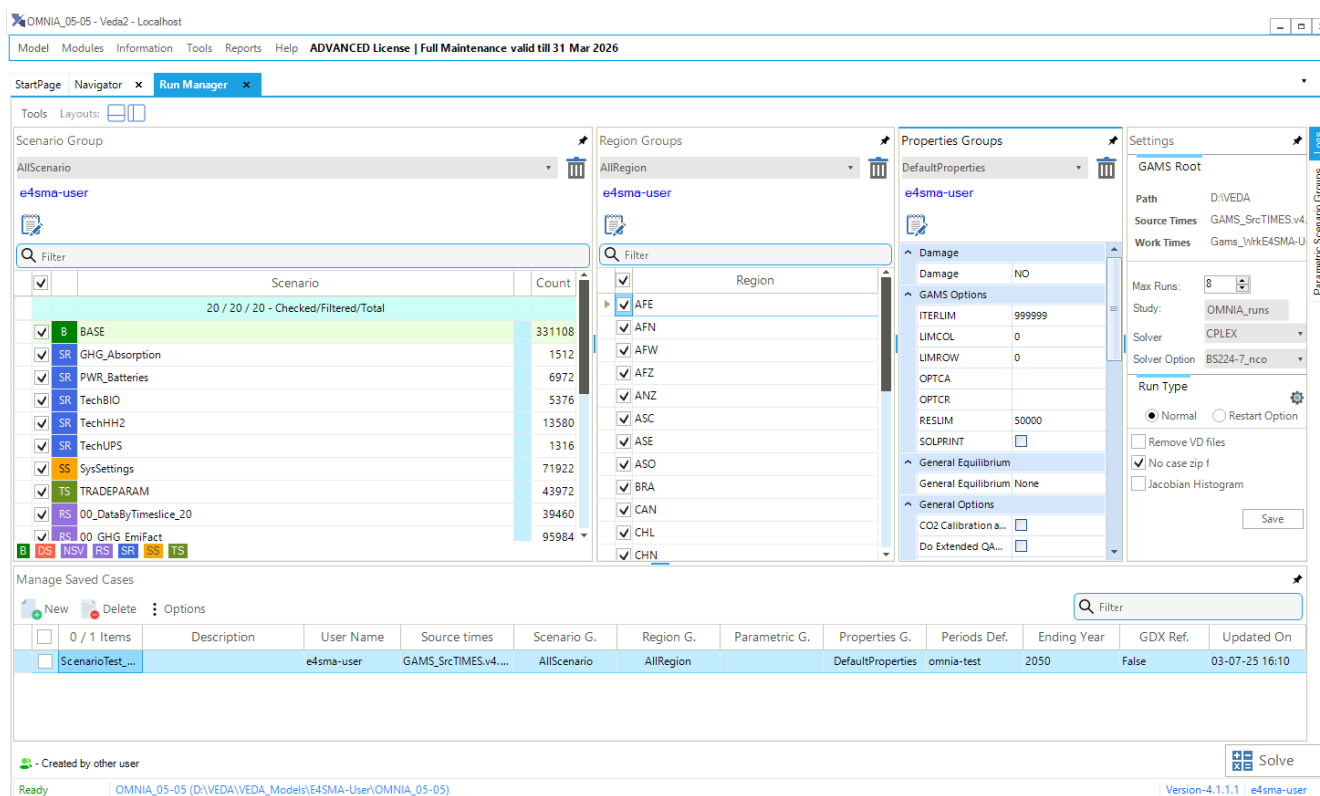 OMNIA_05-05 - Veda2 - Localhost
Model Modules Information Tools Reports Help ADVANCED License | Full Maintenance valid till 31 Mar 2026
StartPage Navigator × Run Manager ×
Tools Layouts:
Scenario Group
AllScenario
e4sma-user
Filter
Scenario Count
20 / 20 / 20 - Checked/Filtered/Total
B BASE 331108
SR GHG_Absorption 1512
SR PWR_Batteries 6972
SR TechBIO 5376
SR TechHH2 13580
SR TechUPS 1316
SS SysSettings 71922
TS TRADEPARAM 43972
RS 00_DataByTimeslice_20 39460
RS 00_GHG_EmiFact 95984
B DS NSV RS SR SS TS
Region Groups
AllRegion
e4sma-user
Filter
Region
AFE
AFN
AFW
AFZ
ANZ
ASC
ASE
ASO
BRA
CAN
CHL
CHN
Properties Groups
DefaultProperties
e4sma-user
Damage
Damage NO
GAMS Options
ITERLIM 999999
LIMCOL 0
LIMROW 0
OPTCA
OPTCR
RESLIM 50000
SOLPRINT
General Equilibrium
General Equilibrium None
General Options
CO2 Calibration a...
Do Extended QA...
Settings
GAMS Root
Path D:\VEDA
Source Times GAMS_SrcTIMES.v4.
Work Times Gams_WrkE4SMA-U
Max Runs: 8
Study: OMNIA_runs
Solver CPLEX
Solver Option BS224-7_nco
Run Type
Normal Restart Option
Remove VD files
No case zip f
Jacobian Histogram
Save
Parametric Scenario Groups
Manage Saved Cases
New Delete Options
Filter
0 / 1 Items Description User Name Source times Scenario G. Region G. Parametric G. Properties G. Periods Def. Ending Year GDX Ref. Updated On
ScenarioTest_... e4sma-user GAMS_SrcTIMES.v4.... AllScenario AllRegion DefaultProperties omnia-test 2050 False 03-07-25 16:10
- Created by other user
Solve
Ready OMNIA_05-05 (D:\VEDA\VEDA_Models\E4SMA-User\OMNIA_05-05) Version-4.1.1.1 e4sma-user